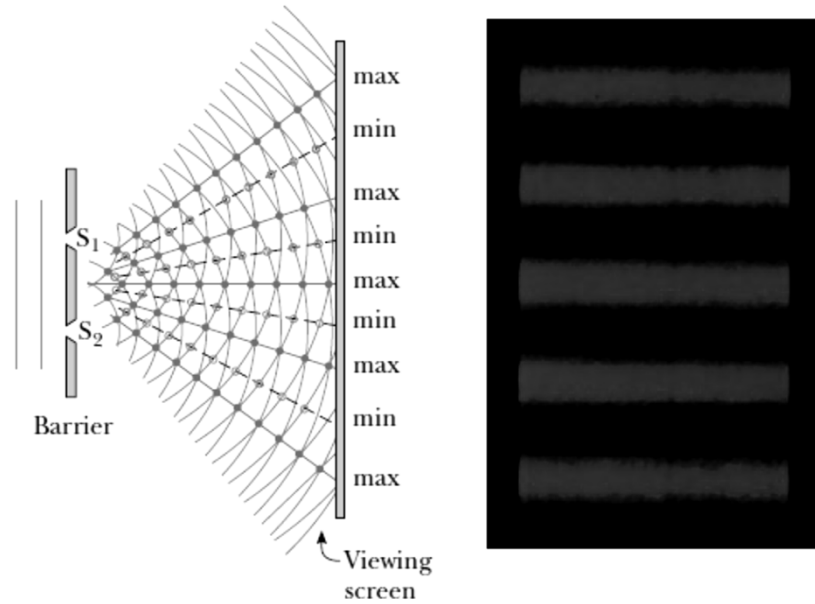 max
min
max
S1
min
max
min
S2
max
Barrier
min
max
Viewing
screen